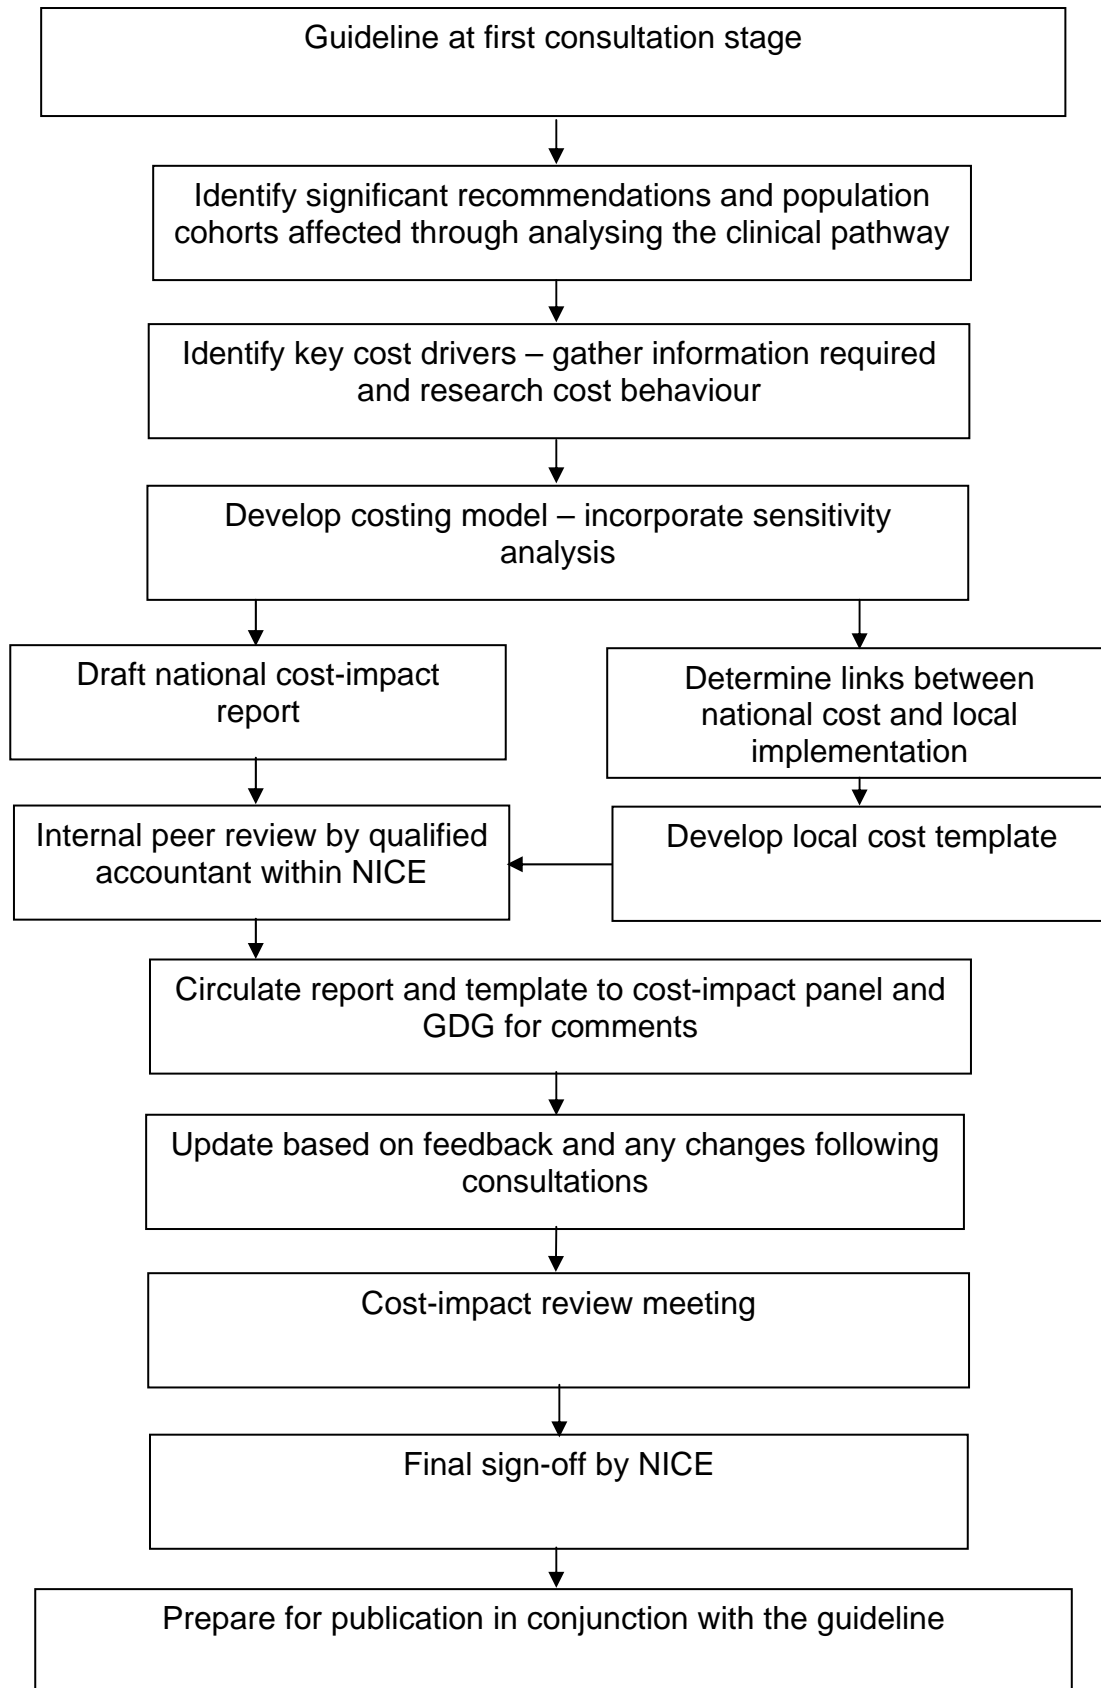 Guideline at first consultation stage
Identify significant recommendations and population
cohorts affected through analysing the clinical pathway
Identify key cost drivers – gather information required
and research cost behaviour
Develop costing model – incorporate sensitivity
analysis
Draft national cost-impact
report
Determine links between
national cost and local
implementation
Internal peer review by qualified
accountant within NICE
Develop local cost template
Circulate report and template to cost-impact panel and
GDG for comments
Update based on feedback and any changes following
consultations
Cost-impact review meeting
Final sign-off by NICE
Prepare for publication in conjunction with the guideline